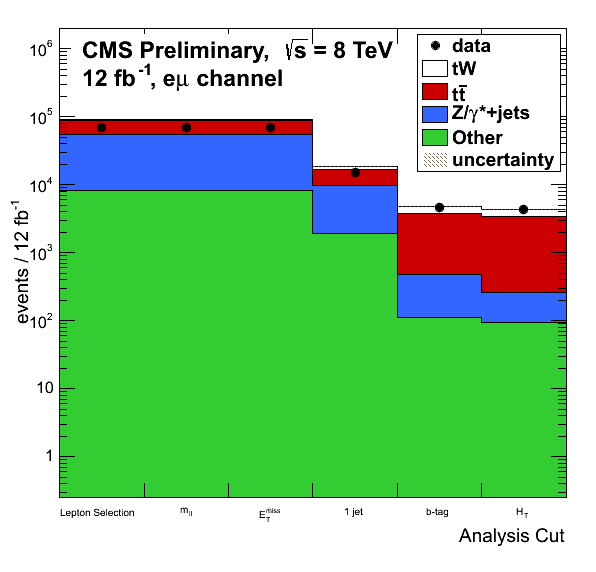 CMS Preliminary, √s = 8 TeV
12 fb⁻¹, eμ channel
data
tW
tt̄
Z/γ*+jets
Other
uncertainty
events / 12 fb⁻¹
10⁶
10⁵
10⁴
10³
10²
10
1
Lepton Selection
m_ll
E_T^miss
1 jet
b-tag
H_T
Analysis Cut